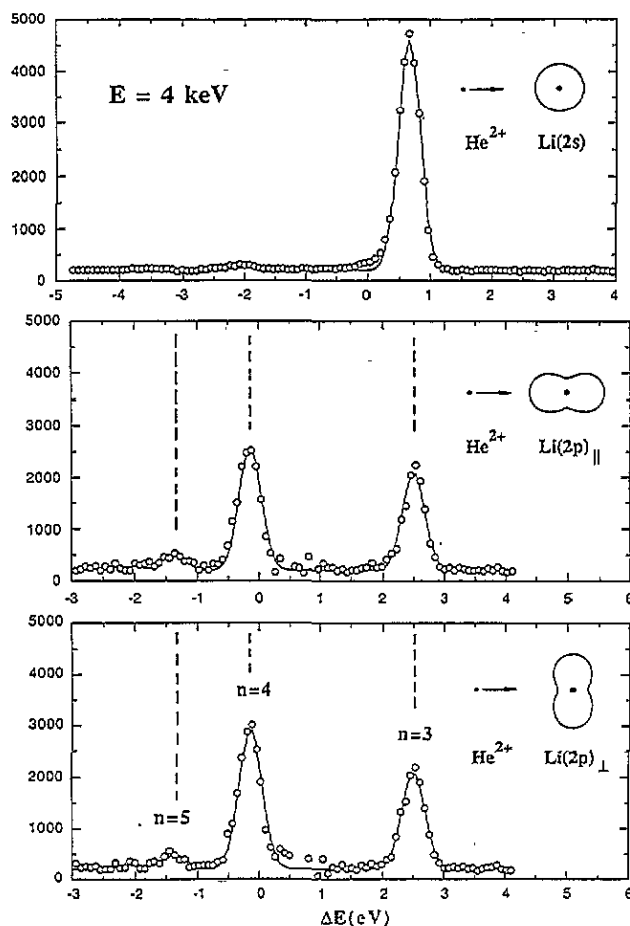 5000
4000
3000
2000
1000
0
E = 4 keV
He2+ Li(2s)
-5 -4 -3 -2 -1 0 1 2 3 4
5000
4000
3000
2000
1000
0
He2+ Li(2p)||
-3 -2 -1 0 1 2 3 4 5 6
5000
4000
3000
2000
1000
0
n=5
n=4
n=3
He2+ Li(2p)⊥
-3 -2 -1 0 1 2 3 4 5 6
ΔE(eV)